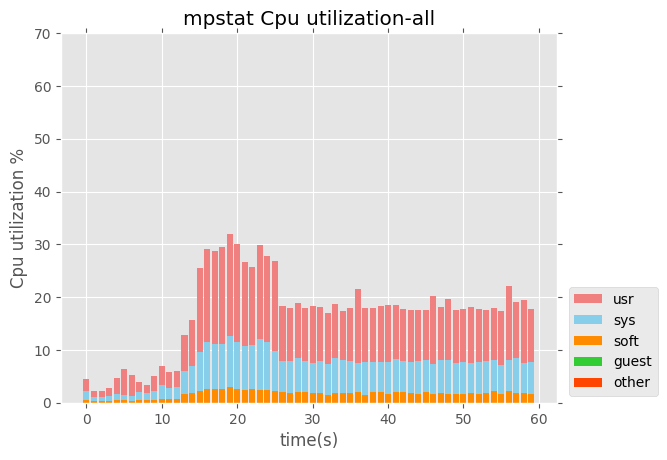 mpstat Cpu utilization-all
Cpu utilization %
70
60
50
40
30
20
10
0
0 10 20 30 40 50 60
time(s)
usr
sys
soft
guest
other